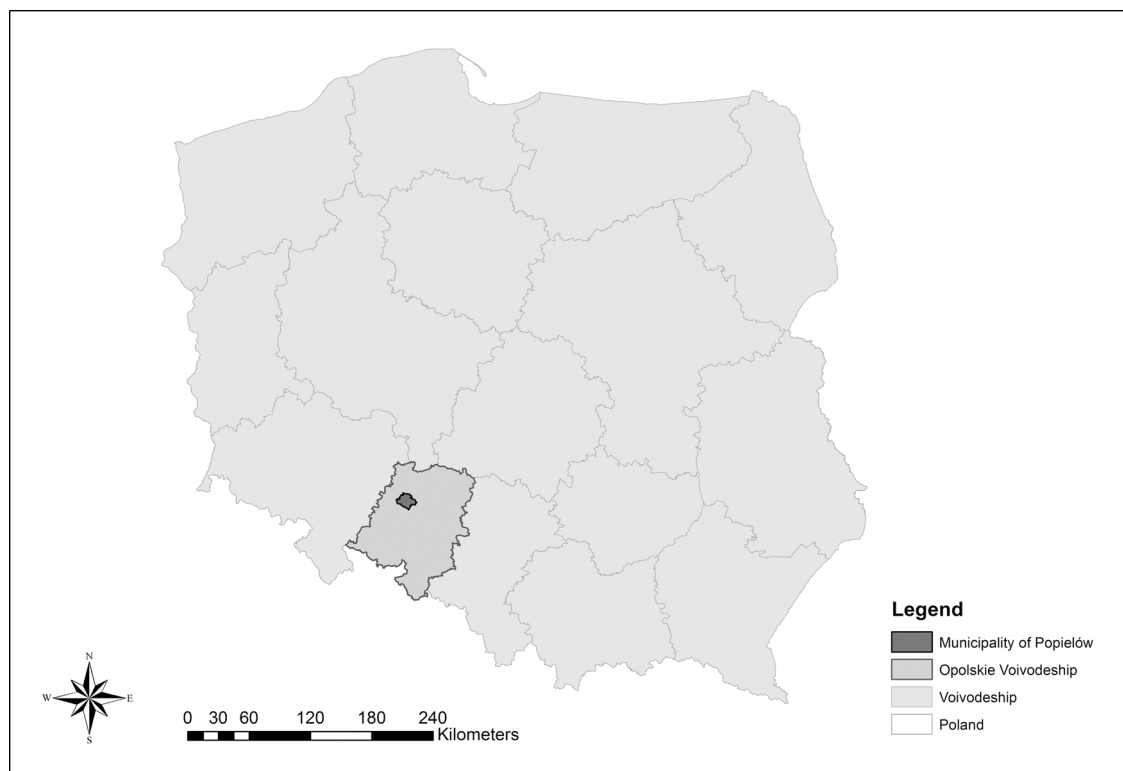 Legend
Municipality of Popielów
Opolskie Voivodeship
Voivodeship
Poland
N
W E
S
0 30 60 120 180 240
Kilometers